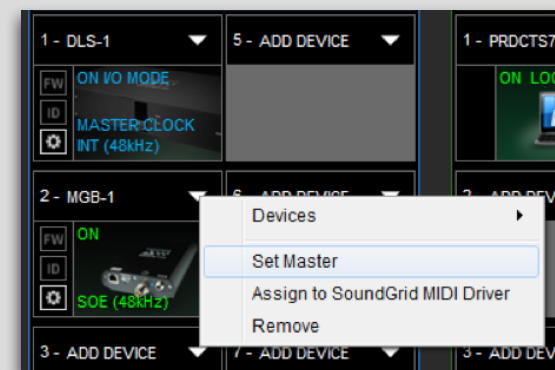 1 - DLS-1
5 - ADD DEVICE
1 - PRDCTS7
FW
ON I/O MODE
ON LOC
ID
MASTER CLOCK
INT (48kHz)
2 - MGB-1
6 - ADD DEVICE
2 - ADD DEV
FW
ON
ID
SOE (48kHz)
Devices
Set Master
Assign to SoundGrid MIDI Driver
Remove
3 - ADD DEVICE
7 - ADD DEVICE
3 - ADD DEV